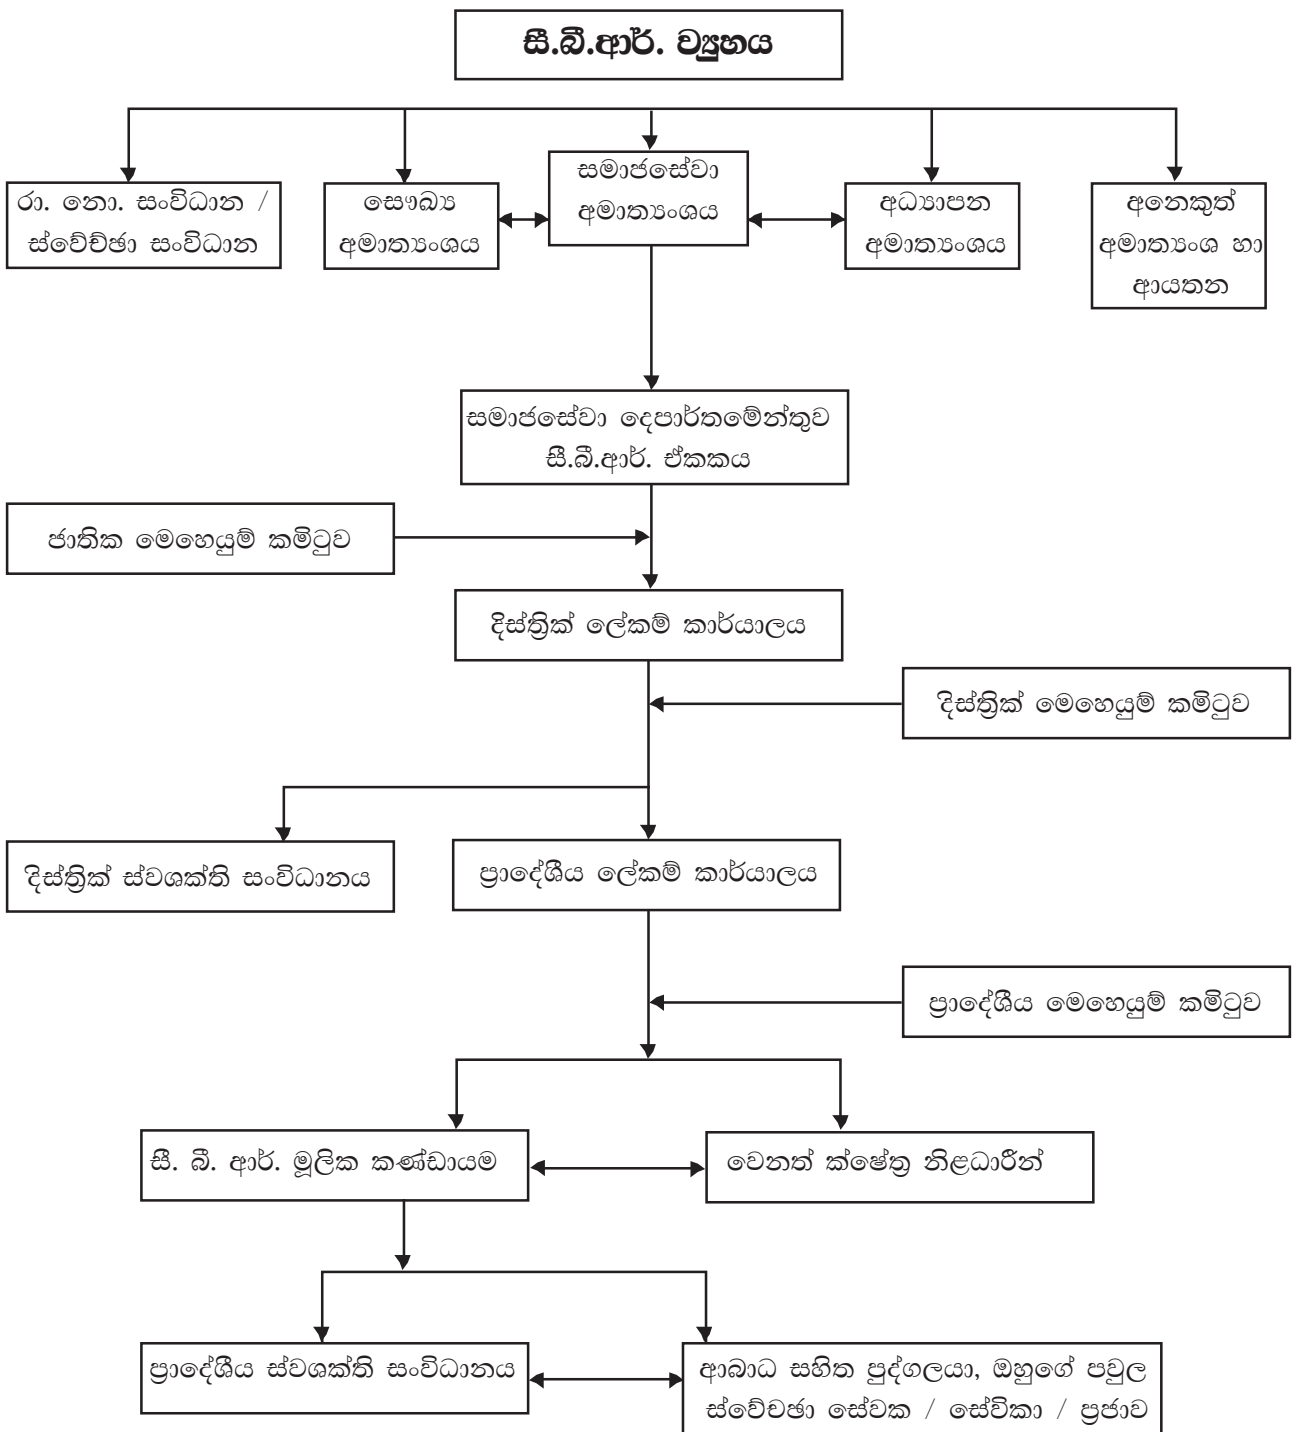 සී.බී.ආර්. ව්‍යුහය
රා. නො. සංවිධාන /
ස්වේච්ඡා සංවිධාන
සෞඛ්‍ය
අමාත්‍යංශය
සමාජසේවා
අමාත්‍යංශය
අධ්‍යාපන
අමාත්‍යංශය
අනෙකුත්
අමාත්‍යංශ හා
ආයතන
සමාජසේවා දෙපාර්තමේන්තුව
සී.බී.ආර්. ඒකකය
ජාතික මෙහෙයුම් කමිටුව
දිස්ත්‍රික් ලේකම් කාර්යාලය
දිස්ත්‍රික් මෙහෙයුම් කමිටුව
දිස්ත්‍රික් ස්වශක්ති සංවිධානය
ප්‍රාදේශීය ලේකම් කාර්යාලය
ප්‍රාදේශීය මෙහෙයුම් කමිටුව
සී. බී. ආර්. මූලික කණ්ඩායම
වෙනත් ක්ෂේත්‍ර නිළධාරීන්
ප්‍රාදේශීය ස්වශක්ති සංවිධානය
ආබාධ සහිත පුද්ගලයා, ඔහුගේ පවුල
ස්වේචඡා සේවක / සේවිකා / ප්‍රජාව